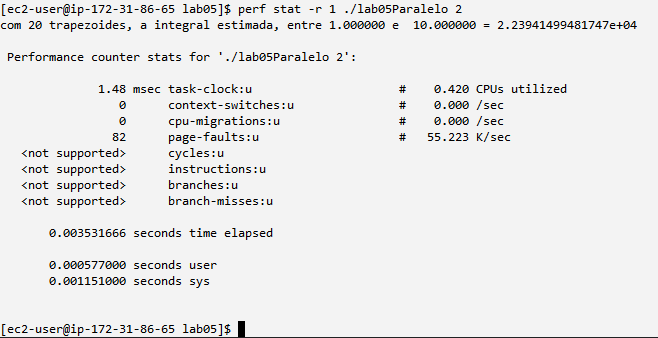 [ec2-user@ip-172-31-86-65 lab05]$ perf stat -r 1 ./lab05Paralelo 2
com 20 trapezoides, a integral estimada, entre 1.000000 e  10.000000 = 2.23941499481747e+04
Performance counter stats for './lab05Paralelo 2':
1.48 msec task-clock:u # 0.420 CPUs utilized
0 context-switches:u # 0.000 /sec
0 cpu-migrations:u # 0.000 /sec
82 page-faults:u # 55.223 K/sec
<not supported> cycles:u
<not supported> instructions:u
<not supported> branches:u
<not supported> branch-misses:u
0.003531666 seconds time elapsed
0.000577000 seconds user
0.001151000 seconds sys
[ec2-user@ip-172-31-86-65 lab05]$